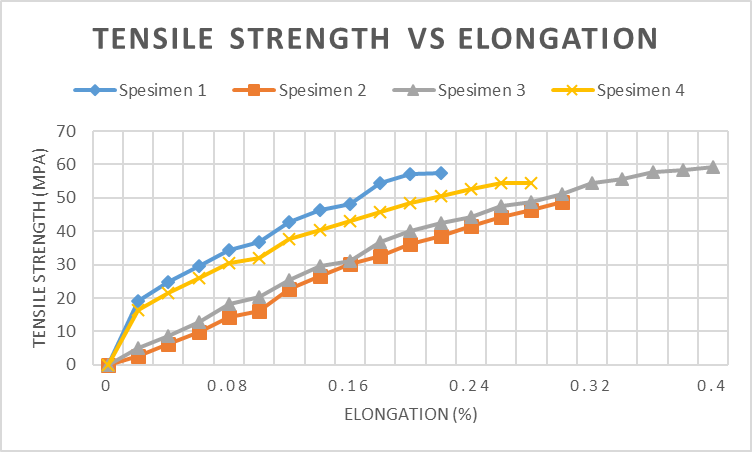 TENSILE STRENGTH VS ELONGATION
Spesimen 1 Spesimen 2 Spesimen 3 Spesimen 4
70
60
50
40
30
20
10
0
TENSILE STRENGTH (MPA)
0 0.08 0.16 0.24 0.32 0.4
ELONGATION (%)